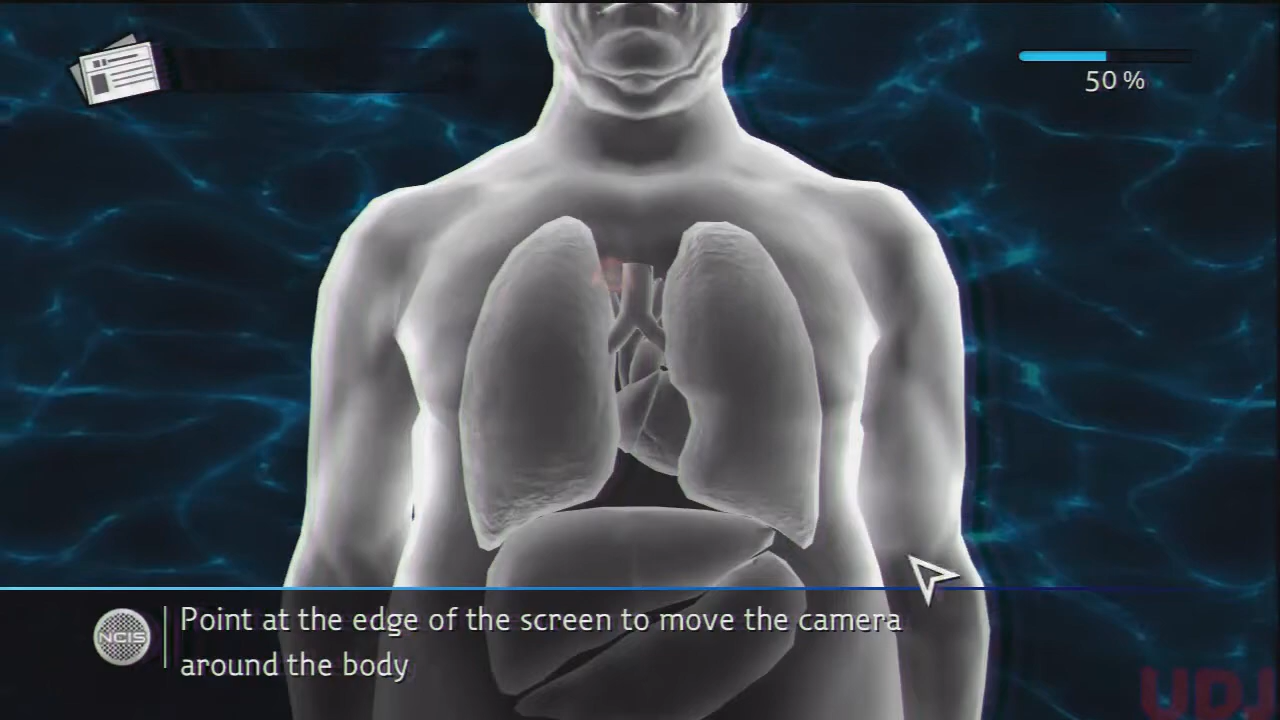 50 %
NCIS
Point at the edge of the screen to move the camera
around the body
UDJ